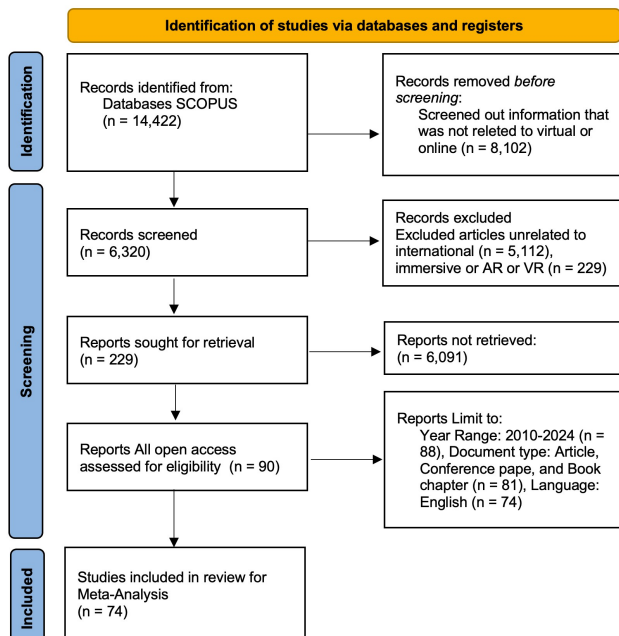 Identification of studies via databases and registers
Identification
Records identified from:
Databases SCOPUS
(n = 14,422)
Records removed before
screening:
Screened out information that
was not releted to virtual or
online (n = 8,102)
Screening
Records screened
(n = 6,320)
Records excluded
Excluded articles unrelated to
international (n = 5,112),
immersive or AR or VR (n = 229)
Reports sought for retrieval
(n = 229)
Reports not retrieved:
(n = 6,091)
Reports All open access
assessed for eligibility (n = 90)
Reports Limit to:
Year Range: 2010-2024 (n =
88), Document type: Article,
Conference pape, and Book
chapter (n = 81), Language:
English (n = 74)
Included
Studies included in review for
Meta-Analysis
(n = 74)